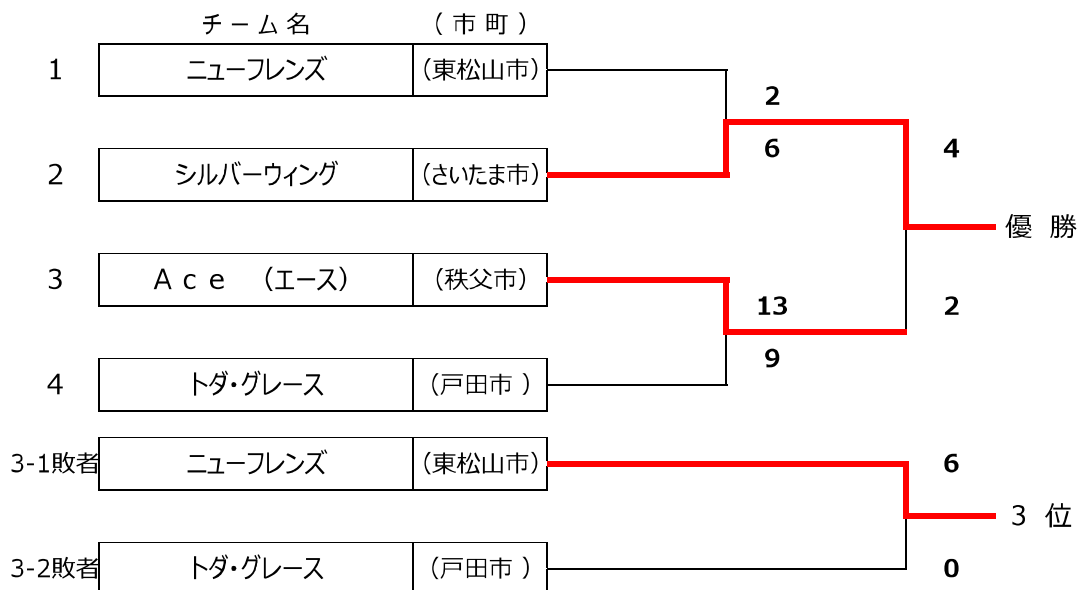 チーム名 (市町)
1 ニューフレンズ (東松山市)
2
6
4
2 シルバーウィング (さいたま市)
優 勝
3 Ａｃｅ （エース） (秩父市)
13
2
9
4 トダ・グレース (戸田市 )
3-1敗者 ニューフレンズ (東松山市)
6
3 位
3-2敗者 トダ・グレース (戸田市 )
0